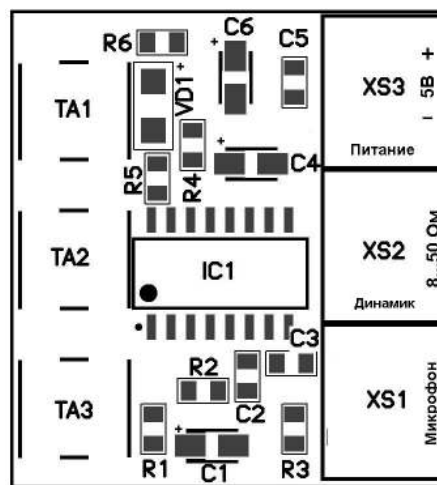 R6
+
C6
C5
XS3
+
5В
−
Питание
TA1
VD1
+
R4
+
C4
R5
TA2
IC1
XS2
8...50 Ом
Динамик
C3
R2
C2
TA3
XS1
Микрофон
R1
+
C1
R3